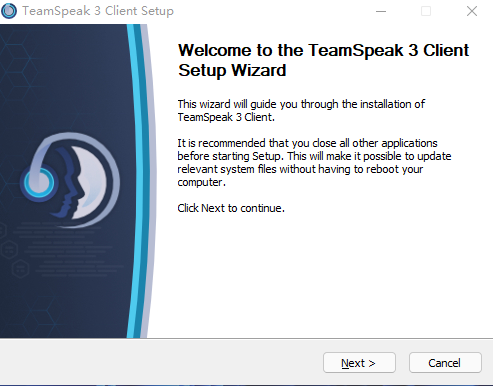 TeamSpeak 3 Client Setup
Welcome to the TeamSpeak 3 Client
Setup Wizard
This wizard will guide you through the installation of
TeamSpeak 3 Client.
It is recommended that you close all other applications
before starting Setup. This will make it possible to update
relevant system files without having to reboot your
computer.
Click Next to continue.
Next >
Cancel